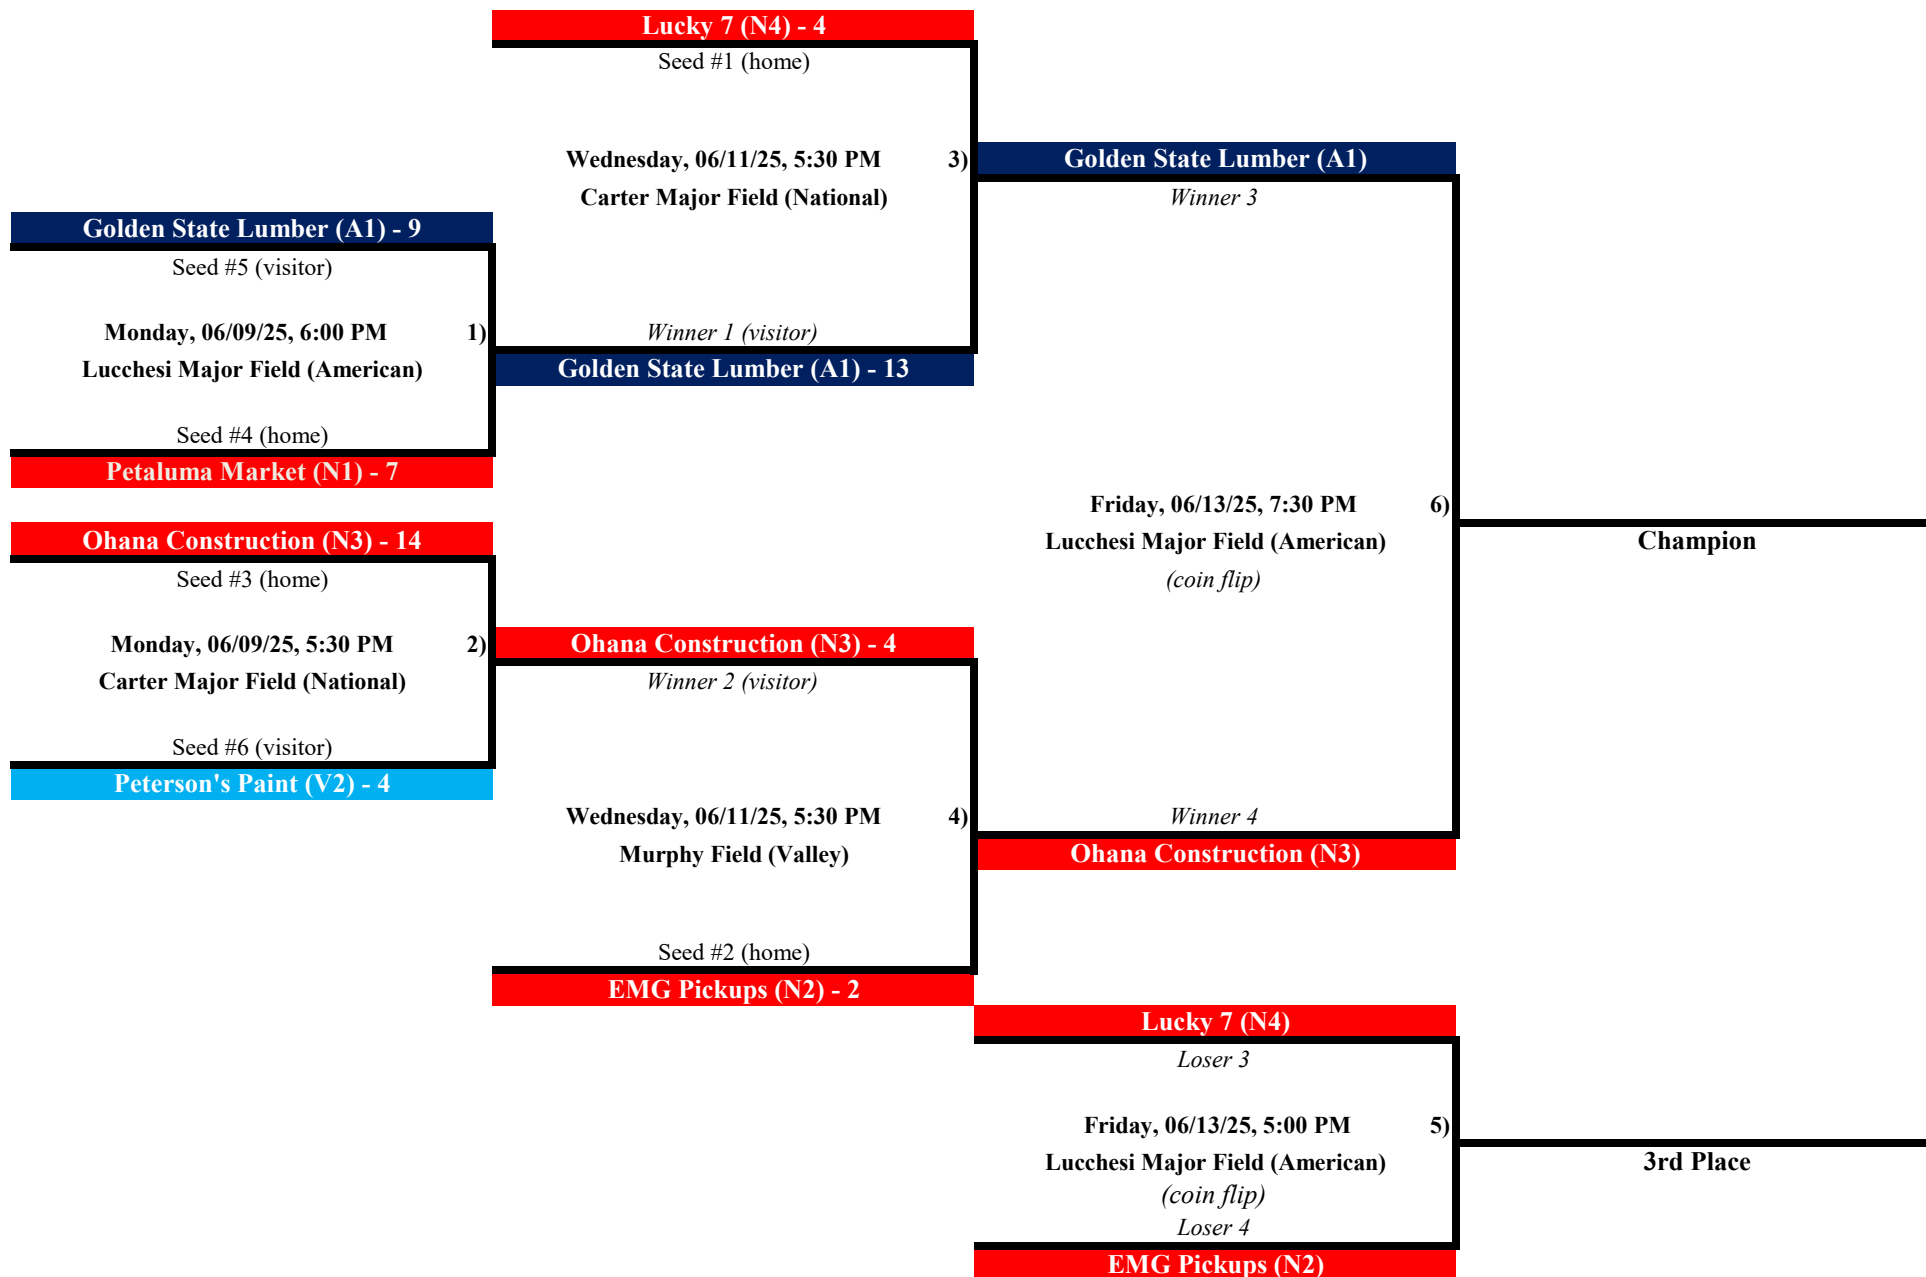 Lucky 7 (N4) - 4
Seed #1 (home)
Wednesday, 06/11/25, 5:30 PM 3)
Carter Major Field (National)
Golden State Lumber (A1)
Winner 3
Golden State Lumber (A1) - 9
Seed #5 (visitor)
Monday, 06/09/25, 6:00 PM 1)
Lucchesi Major Field (American)
Winner 1 (visitor)
Golden State Lumber (A1) - 13
Seed #4 (home)
Petaluma Market (N1) - 7
Friday, 06/13/25, 7:30 PM 6)
Lucchesi Major Field (American)
(coin flip)
Champion
Ohana Construction (N3) - 14
Seed #3 (home)
Monday, 06/09/25, 5:30 PM 2)
Carter Major Field (National)
Ohana Construction (N3) - 4
Winner 2 (visitor)
Seed #6 (visitor)
Peterson's Paint (V2) - 4
Wednesday, 06/11/25, 5:30 PM 4)
Murphy Field (Valley)
Winner 4
Ohana Construction (N3)
Seed #2 (home)
EMG Pickups (N2) - 2
Lucky 7 (N4)
Loser 3
Friday, 06/13/25, 5:00 PM 5)
Lucchesi Major Field (American)
(coin flip)
3rd Place
Loser 4
EMG Pickups (N2)